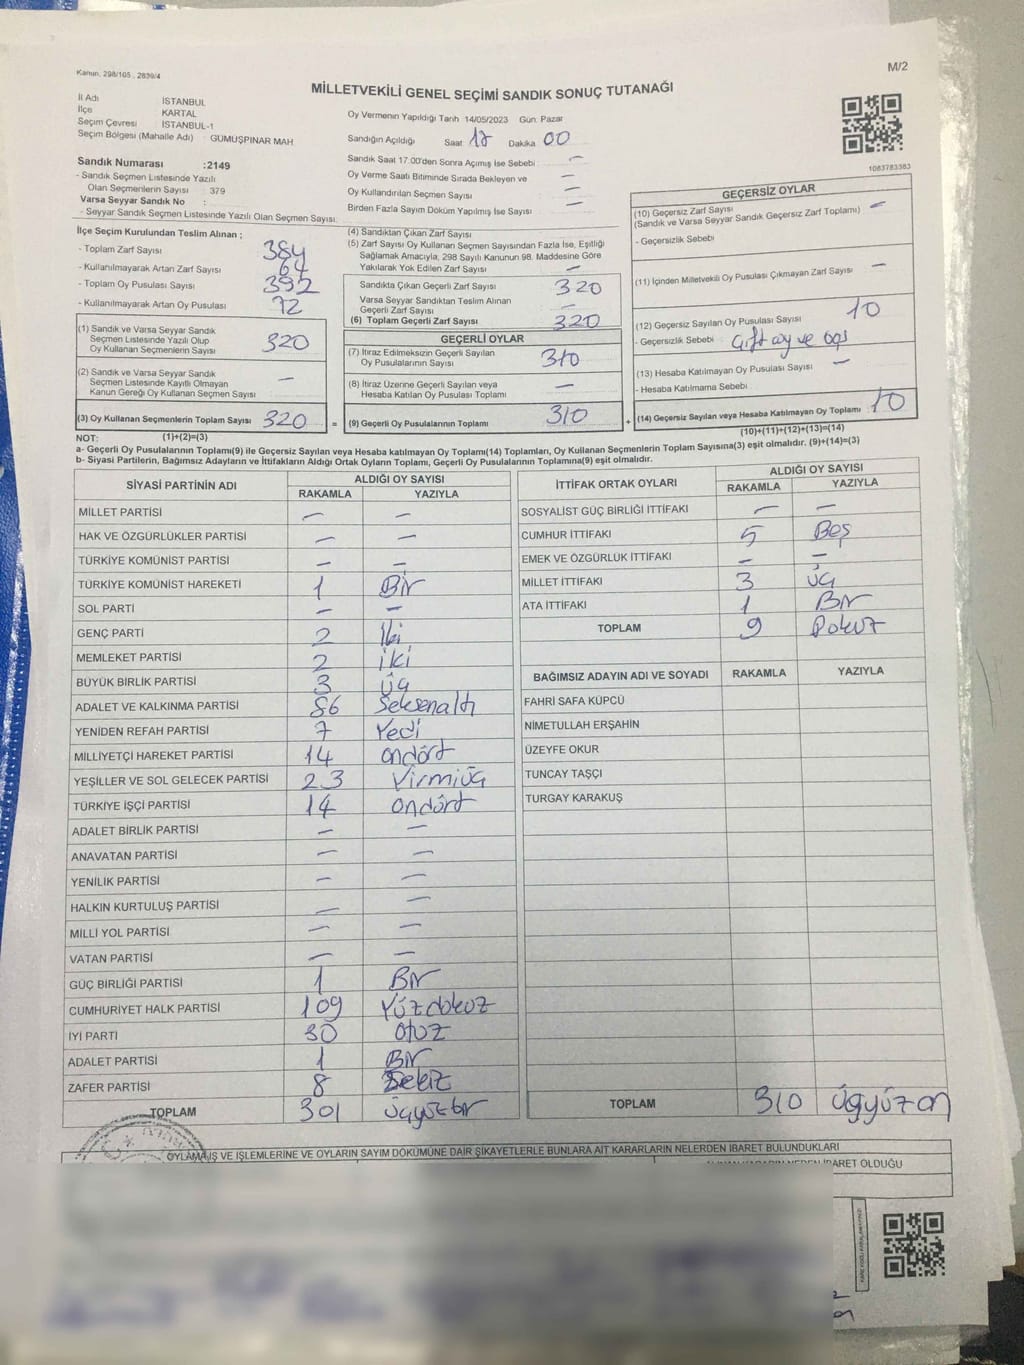 Kanun, 298/105 , 2839/4
M/2
MİLLETVEKİLİ GENEL SEÇİMİ SANDIK SONUÇ TUTANAĞI
İl Adı İSTANBUL
İlçe KARTAL
Seçim Çevresi İSTANBUL-1
Seçim Bölgesi (Mahalle Adı) : GÜMÜŞPINAR MAH.
Oy Vermenin Yapıldığı Tarih 14/05/2023 Gün: Pazar
Sandığın Açıldığı Saat 17 Dakika 00
Sandık Saat 17:00'den Sonra Açımış İse Sebebi : —
Oy Verme Saati Bitiminde Sırada Bekleyen ve —
Oy Kullandırılan Seçmen Sayısı —
Birden Fazla Sayım Döküm Yapılmış İse Sayısı : —
1083783383
Sandık Numarası :2149
- Sandık Seçmen Listesinde Yazılı
Olan Seçmenlerin Sayısı : 379
Varsa Seyyar Sandık No :
- Seyyar Sandık Seçmen Listesinde Yazılı Olan Seçmen Sayısı:
İlçe Seçim Kurulundan Teslim Alınan ;
- Toplam Zarf Sayısı 384
- Kullanılmayarak Artan Zarf Sayısı 64
- Toplam Oy Pusulası Sayısı 392
- Kullanılmayarak Artan Oy Pusulası 72
(1) Sandık ve Varsa Seyyar Sandık
Seçmen Listesinde Yazılı Olup
Oy Kullanan Seçmenlerin Sayısı 320
(2) Sandık ve Varsa Seyyar Sandık
Seçmen Listesinde Kayıtlı Olmayan
Kanun Gereği Oy Kullanan Seçmen Sayısı —
(3) Oy Kullanan Seçmenlerin Toplam Sayısı 320 =
(1)+(2)=(3)
(4) Sandıktan Çıkan Zarf Sayısı
(5) Zarf Sayısı Oy Kullanan Seçmen Sayısından Fazla İse, Eşitliği
Sağlamak Amacıyla, 298 Sayılı Kanunun 98. Maddesine Göre
Yakılarak Yok Edilen Zarf Sayısı —
Sandıkta Çıkan Geçerli Zarf Sayısı 320
Varsa Seyyar Sandıktan Teslim Alınan
Geçerli Zarf Sayısı —
(6) Toplam Geçerli Zarf Sayısı 320
GEÇERLİ OYLAR
(7) İtiraz Edilmeksizin Geçerli Sayılan
Oy Pusulalarının Sayısı 310
(8) İtiraz Üzerine Geçerli Sayılan veya
Hesaba Katılan Oy Pusulası Toplamı —
(9) Geçerli Oy Pusulalarının Toplamı 310 +
GEÇERSİZ OYLAR
(10) Geçersiz Zarf Sayısı —
(Sandık ve Varsa Seyyar Sandık Geçersiz Zarf Toplamı)
- Geçersizlik Sebebi
(11) İçinden Milletvekili Oy Pusulası Çıkmayan Zarf Sayısı —
(12) Geçersiz Sayılan Oy Pusulası Sayısı 10
- Geçersizlik Sebebi : Çift oy ve boş
(13) Hesaba Katılmayan Oy Pusulası Sayısı —
- Hesaba Katılmama Sebebi
(14) Geçersiz Sayılan veya Hesaba Katılmayan Oy Toplamı 10
(10)+(11)+(12)+(13)=(14)
NOT:
a- Geçerli Oy Pusulalarının Toplamı(9) ile Geçersiz Sayılan veya Hesaba katılmayan Oy Toplamı(14) Toplamları, Oy Kullanan Seçmenlerin Toplam Sayısına(3) eşit olmalıdır. (9)+(14)=(3)
b- Siyasi Partilerin, Bağımsız Adayların ve İttifakların Aldığı Ortak Oyların Toplamı, Geçerli Oy Pusulalarının Toplamına(9) eşit olmalıdır.
SİYASİ PARTİNİN ADI ALDIĞI OY SAYISI
RAKAMLA YAZIYLA
MİLLET PARTİSİ — —
HAK VE ÖZGÜRLÜKLER PARTİSİ — —
TÜRKİYE KOMÜNİST PARTİSİ — —
TÜRKİYE KOMÜNİST HAREKETİ 1 Bir
SOL PARTİ — —
GENÇ PARTİ 2 İki
MEMLEKET PARTİSİ 2 iki
BÜYÜK BİRLİK PARTİSİ 3 Üç
ADALET VE KALKINMA PARTİSİ 86 Seksenaltı
YENİDEN REFAH PARTİSİ 7 Yedi
MİLLİYETÇİ HAREKET PARTİSİ 14 ondört
YEŞİLLER VE SOL GELECEK PARTİSİ 23 Yirmiüç
TÜRKİYE İŞÇİ PARTİSİ 14 ondört
ADALET BİRLİK PARTİSİ — —
ANAVATAN PARTİSİ — —
YENİLİK PARTİSİ — —
HALKIN KURTULUŞ PARTİSİ — —
MİLLİ YOL PARTİSİ — —
VATAN PARTİSİ — —
GÜÇ BİRLİĞİ PARTİSİ 1 Bir
CUMHURİYET HALK PARTİSİ 109 Yüzdokuz
İYİ PARTİ 30 otuz
ADALET PARTİSİ 1 Bir
ZAFER PARTİSİ 8 Sekiz
TOPLAM 301 Üçyüzbir
İTTİFAK ORTAK OYLARI ALDIĞI OY SAYISI
RAKAMLA YAZIYLA
SOSYALİST GÜÇ BİRLİĞİ İTTİFAKI — —
CUMHUR İTTİFAKI 5 Beş
EMEK VE ÖZGÜRLÜK İTTİFAKI — —
MİLLET İTTİFAKI 3 üç
ATA İTTİFAKI 1 Bir
TOPLAM 9 Dokuz
BAĞIMSIZ ADAYIN ADI VE SOYADI RAKAMLA YAZIYLA
FAHRİ SAFA KÜPCÜ
NİMETULLAH ERŞAHİN
ÜZEYFE OKUR
TUNCAY TAŞÇI
TURGAY KARAKUŞ
TOPLAM 310 Üçyüzon
OYLAMA İŞ VE İŞLEMLERİNE VE OYLARIN SAYIM DÖKÜMÜNE DAİR ŞİKAYETLERLE BUNLARA AİT KARARLARIN NELERDEN İBARET BULUNDUKLARI
İBARET OLDUĞU